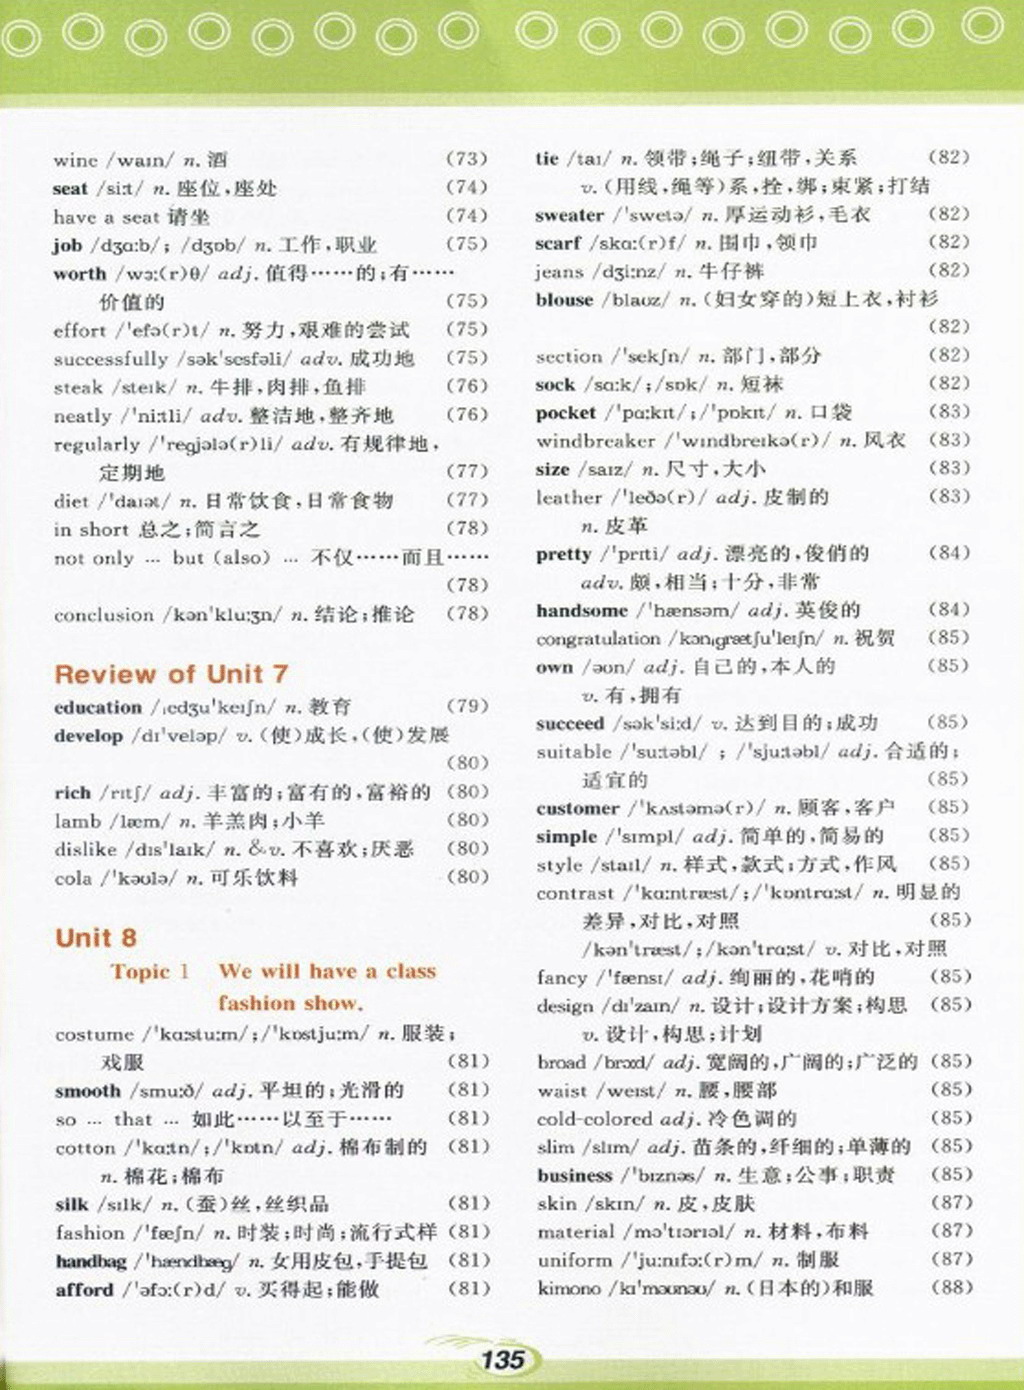 wine /waɪn/ n. 酒 (73)
seat /siːt/ n. 座位,座处 (74)
have a seat 请坐 (74)
job /dʒɑːb/; /dʒɒb/ n. 工作,职业 (75)
worth /wɜː(r)θ/ adj. 值得……的;有……
价值的 (75)
effort /ˈefə(r)t/ n. 努力,艰难的尝试 (75)
successfully /səkˈsesfəli/ adv. 成功地 (75)
steak /steɪk/ n. 牛排,肉排,鱼排 (76)
neatly /ˈniːtli/ adv. 整洁地,整齐地 (76)
regularly /ˈreɡjələ(r)li/ adv. 有规律地,
定期地 (77)
diet /ˈdaɪət/ n. 日常饮食,日常食物 (77)
in short 总之;简言之 (78)
not only … but (also) … 不仅……而且……
(78)
conclusion /kənˈkluːʒn/ n. 结论;推论 (78)
Review of Unit 7
education /ˌedʒuˈkeɪʃn/ n. 教育 (79)
develop /dɪˈveləp/ v. (使)成长,(使)发展
(80)
rich /rɪtʃ/ adj. 丰富的;富有的,富裕的 (80)
lamb /læm/ n. 羊羔肉;小羊 (80)
dislike /dɪsˈlaɪk/ n. & v. 不喜欢;厌恶 (80)
cola /ˈkəʊlə/ n. 可乐饮料 (80)
Unit 8
Topic 1 We will have a class
fashion show.
costume /ˈkɑːstuːm/;/ˈkɒstjuːm/ n. 服装;
戏服 (81)
smooth /smuːð/ adj. 平坦的;光滑的 (81)
so … that … 如此……以至于…… (81)
cotton /ˈkɑːtn/;/ˈkɒtn/ adj. 棉布制的 (81)
n. 棉花;棉布
silk /sɪlk/ n. (蚕)丝,丝织品 (81)
fashion /ˈfæʃn/ n. 时装;时尚;流行式样 (81)
handbag /ˈhændbæɡ/ n. 女用皮包,手提包 (81)
afford /ˈəfɔː(r)d/ v. 买得起;能做 (81)
tie /taɪ/ n. 领带;绳子;纽带,关系 (82)
v. (用线,绳等)系,拴,绑;束紧;打结
sweater /ˈswetə/ n. 厚运动衫,毛衣 (82)
scarf /skɑː(r)f/ n. 围巾,领巾 (82)
jeans /dʒiːnz/ n. 牛仔裤 (82)
blouse /blaʊz/ n. (妇女穿的)短上衣,衬衫
(82)
section /ˈsekʃn/ n. 部门,部分 (82)
sock /sɑːk/;/sɒk/ n. 短袜 (82)
pocket /ˈpɑːkɪt/;/ˈpɒkɪt/ n. 口袋 (83)
windbreaker /ˈwɪndbreɪkə(r)/ n. 风衣 (83)
size /saɪz/ n. 尺寸,大小 (83)
leather /ˈleðə(r)/ adj. 皮制的 (83)
n. 皮革
pretty /ˈprɪti/ adj. 漂亮的,俊俏的 (84)
adv. 颇,相当;十分,非常
handsome /ˈhænsəm/ adj. 英俊的 (84)
congratulation /kənˌɡrætʃuˈleɪʃn/ n. 祝贺 (85)
own /əʊn/ adj. 自己的,本人的 (85)
v. 有,拥有
succeed /səkˈsiːd/ v. 达到目的;成功 (85)
suitable /ˈsuːtəbl/ ; /ˈsjuːtəbl/ adj. 合适的;
适宜的 (85)
customer /ˈkʌstəmə(r)/ n. 顾客,客户 (85)
simple /ˈsɪmpl/ adj. 简单的,简易的 (85)
style /staɪl/ n. 样式,款式;方式,作风 (85)
contrast /ˈkɑːntræst/;/ˈkɒntrɑːst/ n. 明显的
差异,对比,对照 (85)
/kənˈtræst/;/kənˈtrɑːst/ v. 对比,对照
fancy /ˈfænsɪ/ adj. 绚丽的,花哨的 (85)
design /dɪˈzaɪn/ n. 设计;设计方案;构思 (85)
v. 设计,构思;计划
broad /brɔːd/ adj. 宽阔的,广阔的;广泛的 (85)
waist /weɪst/ n. 腰,腰部 (85)
cold-colored adj. 冷色调的 (85)
slim /slɪm/ adj. 苗条的,纤细的;单薄的 (85)
business /ˈbɪznəs/ n. 生意;公事;职责 (85)
skin /skɪn/ n. 皮,皮肤 (87)
material /məˈtɪərɪəl/ n. 材料,布料 (87)
uniform /ˈjuːnɪfɔː(r)m/ n. 制服 (87)
kimono /kɪˈməʊnəʊ/ n. (日本的)和服 (88)
135